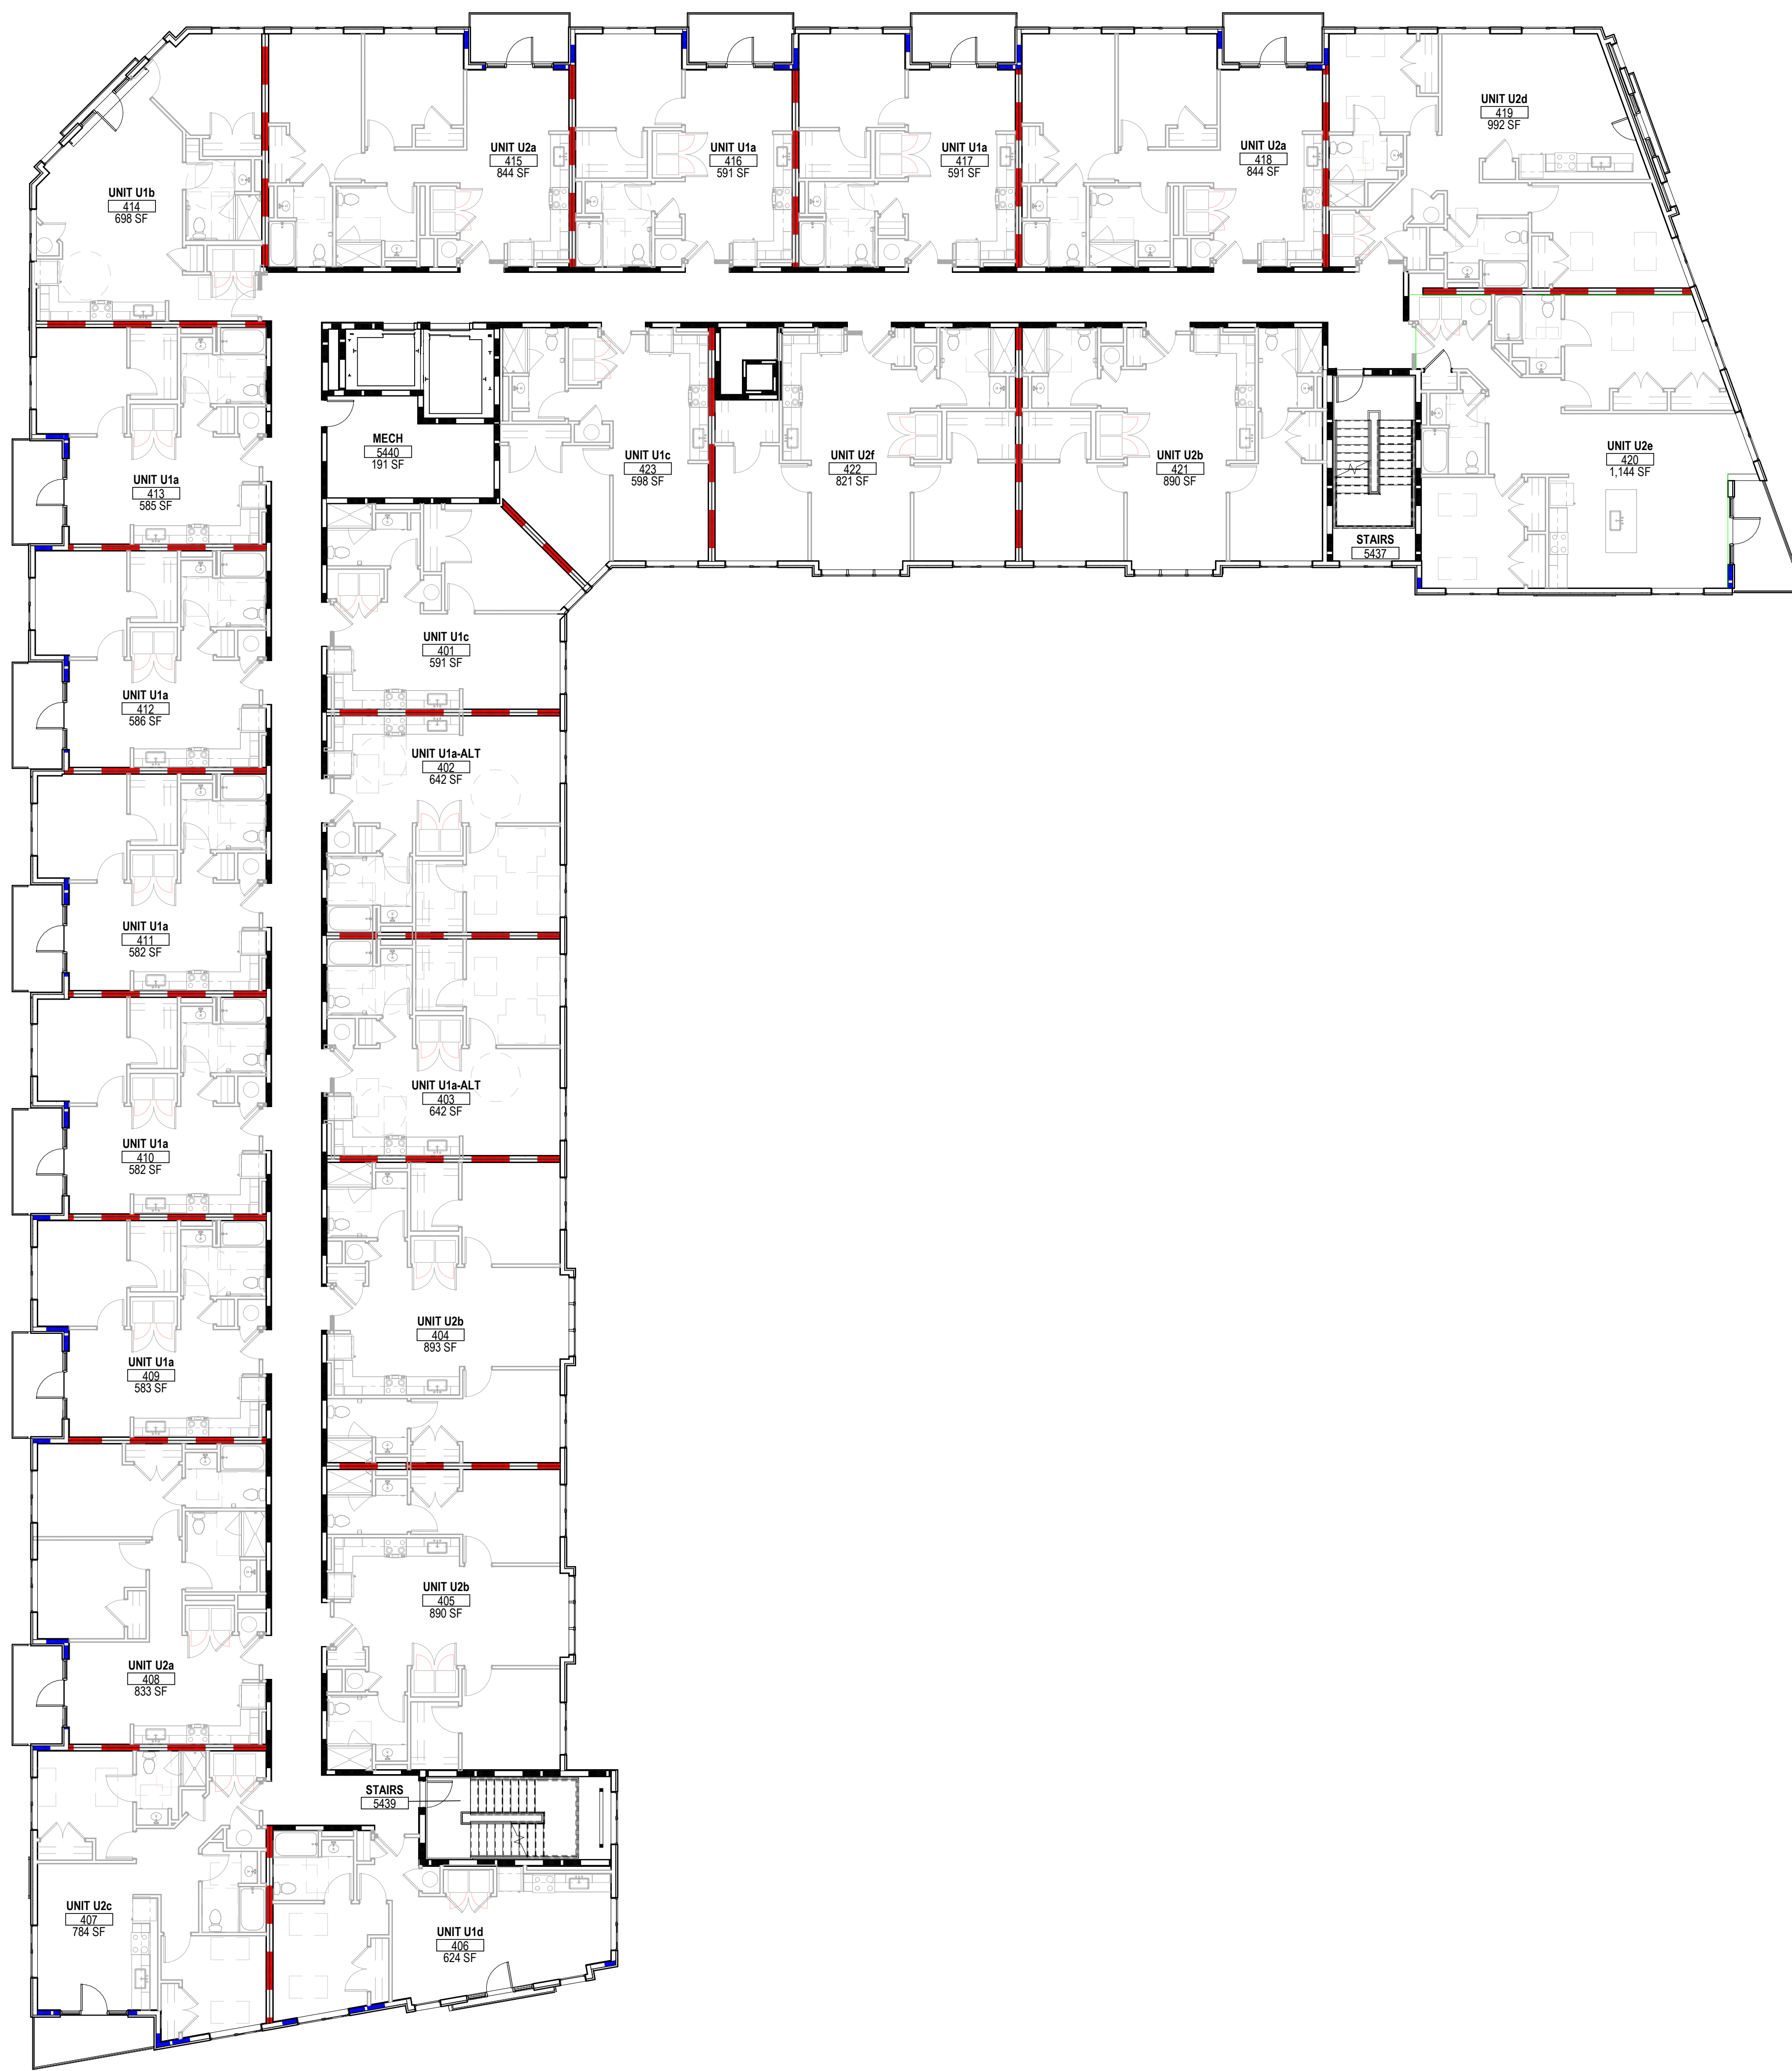 UNIT U2d
419
992 SF
UNIT U2a
415
844 SF
UNIT U1a
416
591 SF
UNIT U1a
417
591 SF
UNIT U2a
418
844 SF
UNIT U1b
414
698 SF
MECH
5440
191 SF
UNIT U1c
423
598 SF
UNIT U2f
422
821 SF
UNIT U2b
421
890 SF
UNIT U2e
420
1,144 SF
STAIRS
5437
UNIT U1a
413
585 SF
UNIT U1c
401
591 SF
UNIT U1a
412
586 SF
UNIT U1a-ALT
402
642 SF
UNIT U1a
411
582 SF
UNIT U1a-ALT
403
642 SF
UNIT U1a
410
582 SF
UNIT U2b
404
893 SF
UNIT U1a
409
583 SF
UNIT U2b
405
890 SF
UNIT U2a
408
833 SF
STAIRS
5439
UNIT U2c
407
784 SF
UNIT U1d
406
624 SF